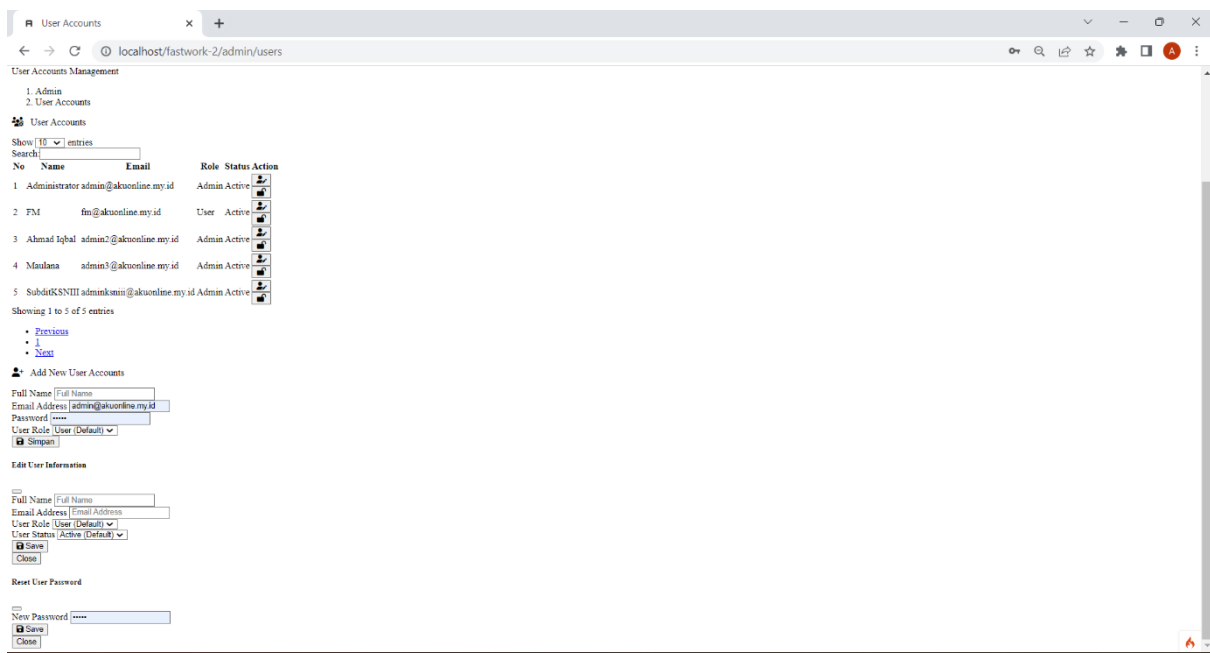 User Accounts
localhost/fastwork-2/admin/users
A
User Accounts Management
1. Admin
2. User Accounts
User Accounts
Show 10 entries
Search:
No Name Email Role Status Action
1 Administrator admin@akuonline.my.id Admin Active
2 FM fm@akuonline.my.id User Active
3 Ahmad Iqbal admin2@akuonline.my.id Admin Active
4 Maulana admin3@akuonline.my.id Admin Active
5 SubditKSNIII adminksniii@akuonline.my.id Admin Active
Showing 1 to 5 of 5 entries
• Previous
• 1
• Next
Add New User Accounts
Full Name Full Name
Email Address admin@akuonline.my.id
Password •••••
User Role User (Default)
Simpan
Edit User Information
Full Name Full Name
Email Address Email Address
User Role User (Default)
User Status Active (Default)
Save
Close
Reset User Password
New Password •••••
Save
Close